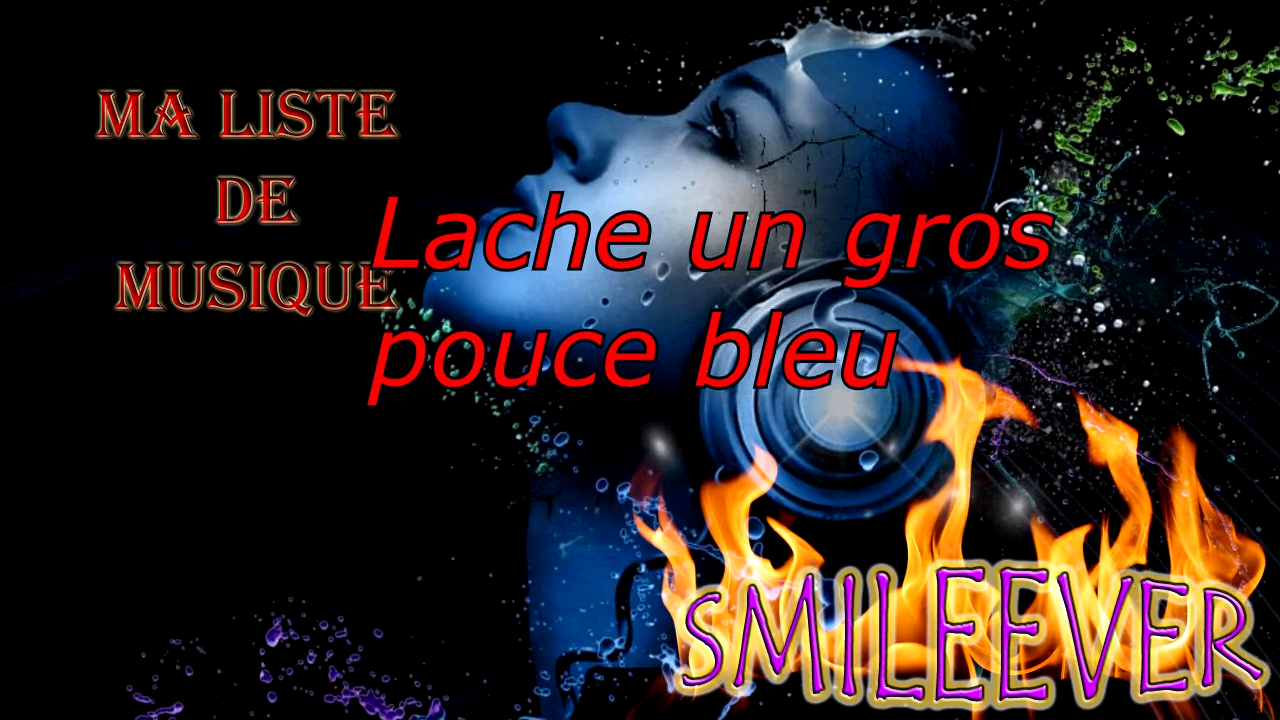 MA LISTE
DE
MUSIQUE
Lache un gros
pouce bleu
SMILEEVER